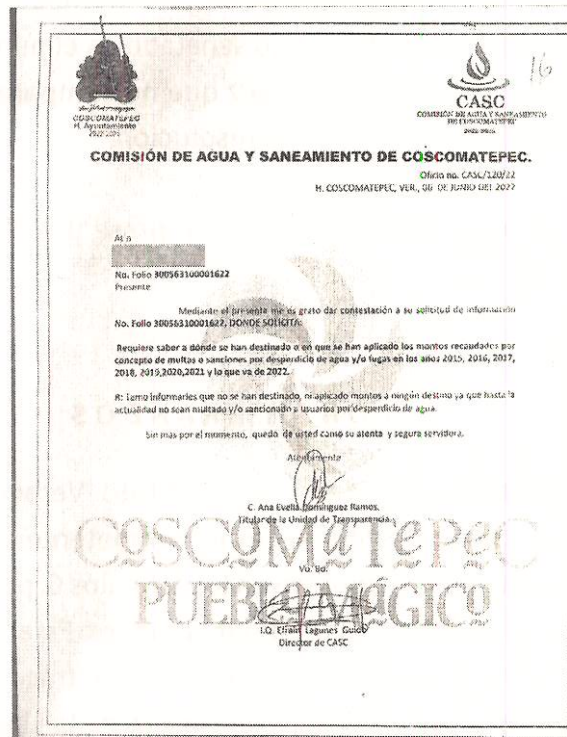 16
COSCOMATEPEC
H. Ayuntamiento
2022-2025
CASC
COMISIÓN DE AGUA Y SANEAMIENTO
DE COSCOMATEPEC
2022-2025
COMISIÓN DE AGUA Y SANEAMIENTO DE COSCOMATEPEC.
Oficio no. CASC/120/22
H. COSCOMATEPEC, VER., 06 DE JUNIO DEL 2022
No. Folio 300563100001622
Presente
Mediante el presente me es grato dar contestación a su solicitud de información
No. Folio 300563100001622, DONDE SOLICITA:
Requiere saber a dónde se han destinado o en que se han aplicado los montos recaudados por
concepto de multas o sanciones por desperdicio de agua y/o fugas en los años 2015, 2016, 2017,
2018, 2019,2020,2021 y lo que va de 2022.
R: Temo informarles que no se han destinado, ni aplicado montos a ningún destino ya que hasta la
actualidad no sean multado y/o sancionado a usuarios por desperdicio de agua.
Sin mas por el momento, quedo de usted como su atenta y segura servidora.
Atentamente
C. Ana Evelia Domínguez Ramos.
Titular de la Unidad de Transparencia.
COSCOMATEPEC
PUEBLO MÁGICO
Vo. Bo.
I.Q. Efraín Lagunes
Director de CASC